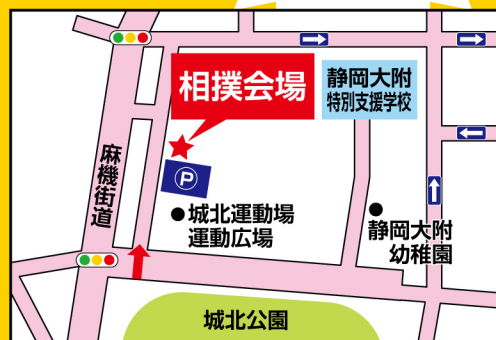 相撲会場
静岡大附
特別支援学校
麻機街道
P
城北運動場
運動広場
静岡大附
幼稚園
城北公園